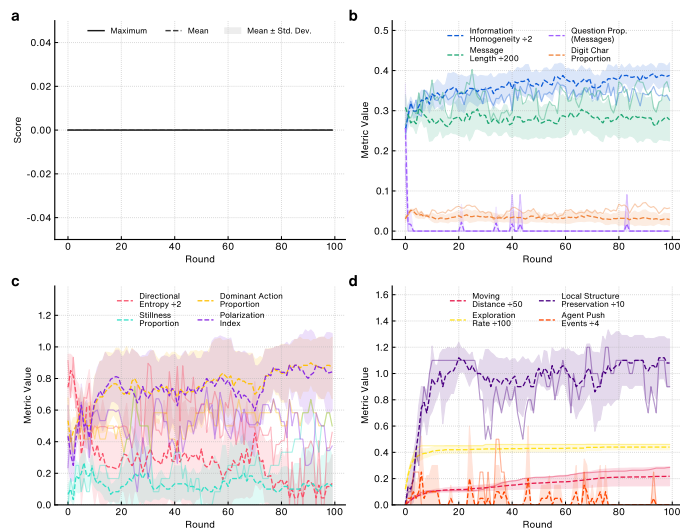 a
Maximum
Mean
Mean ± Std. Dev.
0.04
0.02
0.00
-0.02
-0.04
Score
0
20
40
60
80
100
Round
b
Information
Homogeneity ÷2
Question Prop.
(Messages)
Message
Length ÷200
Digit Char
Proportion
0.5
0.4
0.3
0.2
0.1
0.0
Metric Value
0
20
40
60
80
100
Round
c
Directional
Entropy ÷2
Dominant Action
Proportion
Stillness
Proportion
Polarization
Index
1.2
1.0
0.8
0.6
0.4
0.2
0.0
Metric Value
0
20
40
60
80
100
Round
d
Moving
Distance ÷50
Local Structure
Preservation ÷10
Exploration
Rate ÷100
Agent Push
Events ÷4
1.6
1.4
1.2
1.0
0.8
0.6
0.4
0.2
0.0
Metric Value
0
20
40
60
80
100
Round